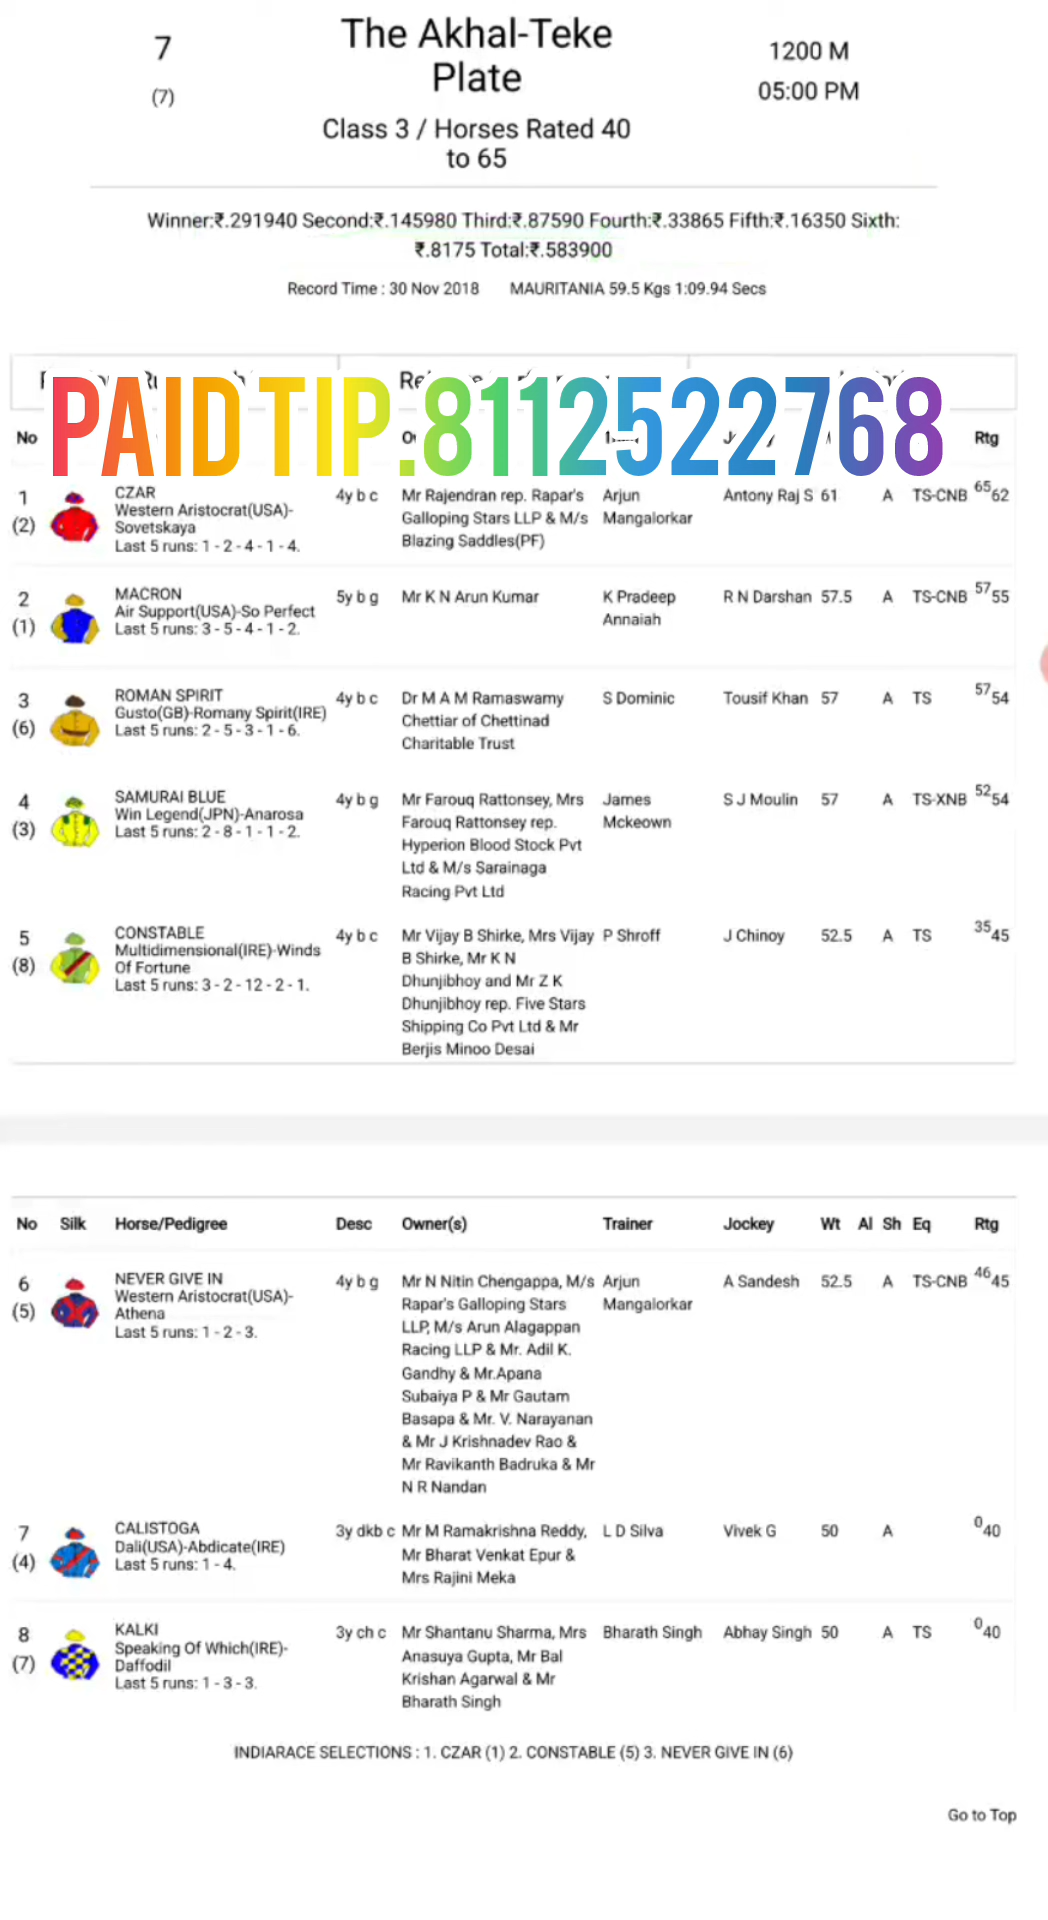 7
(7)
The Akhal-Teke
Plate
1200 M
05:00 PM
Class 3 / Horses Rated 40
to 65
Winner:₹.291940 Second:₹.145980 Third:₹.87590 Fourth:₹.33865 Fifth:₹.16350 Sixth:
₹.8175 Total:₹.583900
Record Time : 30 Nov 2018 MAURITANIA 59.5 Kgs 1:09.94 Secs
PAID TIP.:8112522768
No Rtg
1 CZAR 4y b c Mr Rajendran rep. Rapar's Arjun Antony Raj S 61 A TS-CNB 65 62
(2) Western Aristocrat(USA)- Galloping Stars LLP & M/s Mangalorkar
Sovetskaya Blazing Saddles(PF)
Last 5 runs: 1 - 2 - 4 - 1 - 4.
2 MACRON 5y b g Mr K N Arun Kumar K Pradeep R N Darshan 57.5 A TS-CNB 57 55
(1) Air Support(USA)-So Perfect Annaiah
Last 5 runs: 3 - 5 - 4 - 1 - 2.
3 ROMAN SPIRIT 4y b c Dr M A M Ramaswamy S Dominic Tousif Khan 57 A TS 57 54
(6) Gusto(GB)-Romany Spirit(IRE) Chettiar of Chettinad
Last 5 runs: 2 - 5 - 3 - 1 - 6. Charitable Trust
4 SAMURAI BLUE 4y b g Mr Farouq Rattonsey, Mrs James S J Moulin 57 A TS-XNB 52 54
(3) Win Legend(JPN)-Anarosa Farouq Rattonsey rep. Mckeown
Last 5 runs: 2 - 8 - 1 - 1 - 2. Hyperion Blood Stock Pvt
Ltd & M/s Sarainaga
Racing Pvt Ltd
5 CONSTABLE 4y b c Mr Vijay B Shirke, Mrs Vijay P Shroff J Chinoy 52.5 A TS 35 45
(8) Multidimensional(IRE)-Winds B Shirke, Mr K N
Of Fortune Dhunjibhoy and Mr Z K
Last 5 runs: 3 - 2 - 12 - 2 - 1. Dhunjibhoy rep. Five Stars
Shipping Co Pvt Ltd & Mr
Berjis Minoo Desai
No Silk Horse/Pedigree Desc Owner(s) Trainer Jockey Wt Al Sh Eq Rtg
6 NEVER GIVE IN 4y b g Mr N Nitin Chengappa, M/s Arjun A Sandesh 52.5 A TS-CNB 46 45
(5) Western Aristocrat(USA)- Rapar's Galloping Stars Mangalorkar
Athena LLP, M/s Arun Alagappan
Last 5 runs: 1 - 2 - 3. Racing LLP & Mr. Adil K.
Gandhy & Mr.Apana
Subaiya P & Mr Gautam
Basapa & Mr. V. Narayanan
& Mr J Krishnadev Rao &
Mr Ravikanth Badruka & Mr
N R Nandan
7 CALISTOGA 3y dkb c Mr M Ramakrishna Reddy, L D Silva Vivek G 50 A 0 40
(4) Dali(USA)-Abdicate(IRE) Mr Bharat Venkat Epur &
Last 5 runs: 1 - 4. Mrs Rajini Meka
8 KALKI 3y ch c Mr Shantanu Sharma, Mrs Bharath Singh Abhay Singh 50 A TS 0 40
(7) Speaking Of Which(IRE)- Anasuya Gupta, Mr Bal
Daffodil Krishan Agarwal & Mr
Last 5 runs: 1 - 3 - 3. Bharath Singh
INDIARACE SELECTIONS : 1. CZAR (1) 2. CONSTABLE (5) 3. NEVER GIVE IN (6)
Go to Top